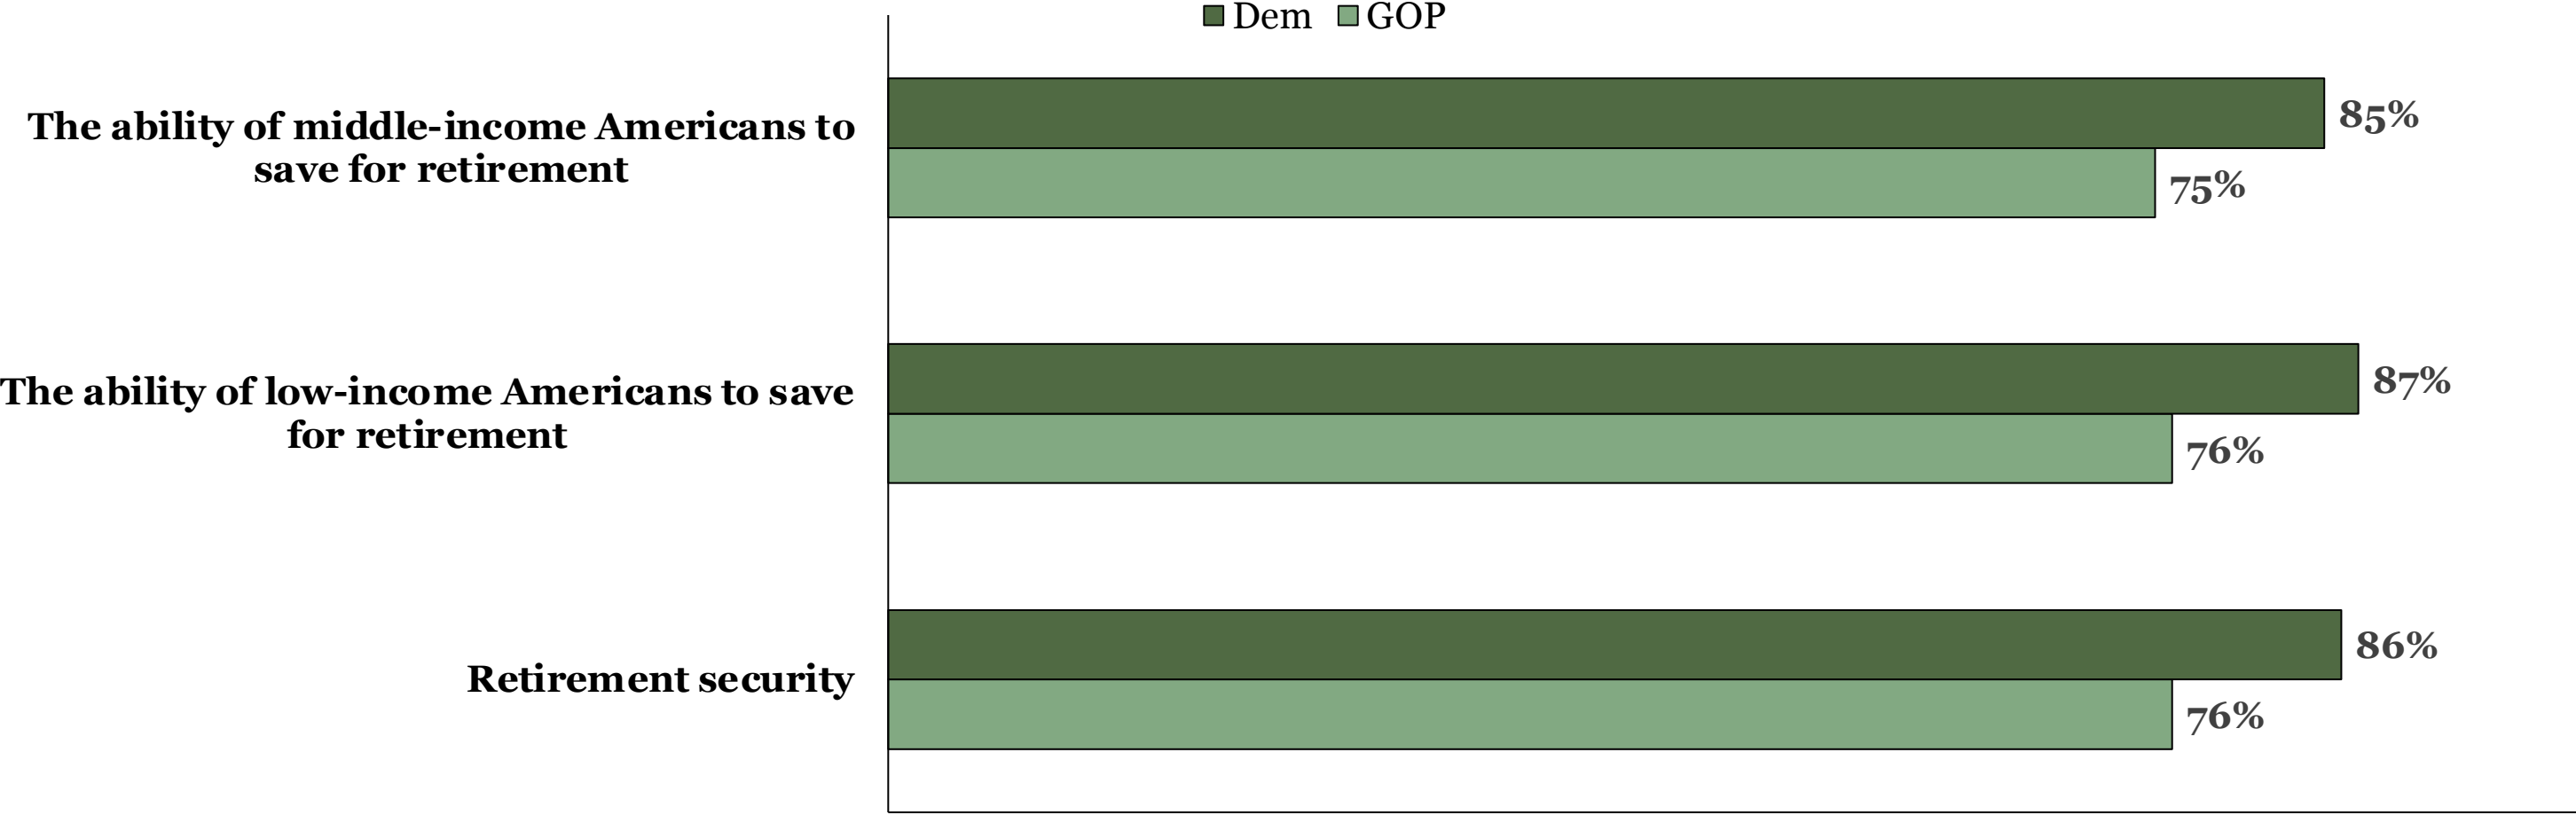 Dem GOP
The ability of middle-income Americans to
save for retirement
85%
75%
The ability of low-income Americans to save
for retirement
87%
76%
Retirement security
86%
76%